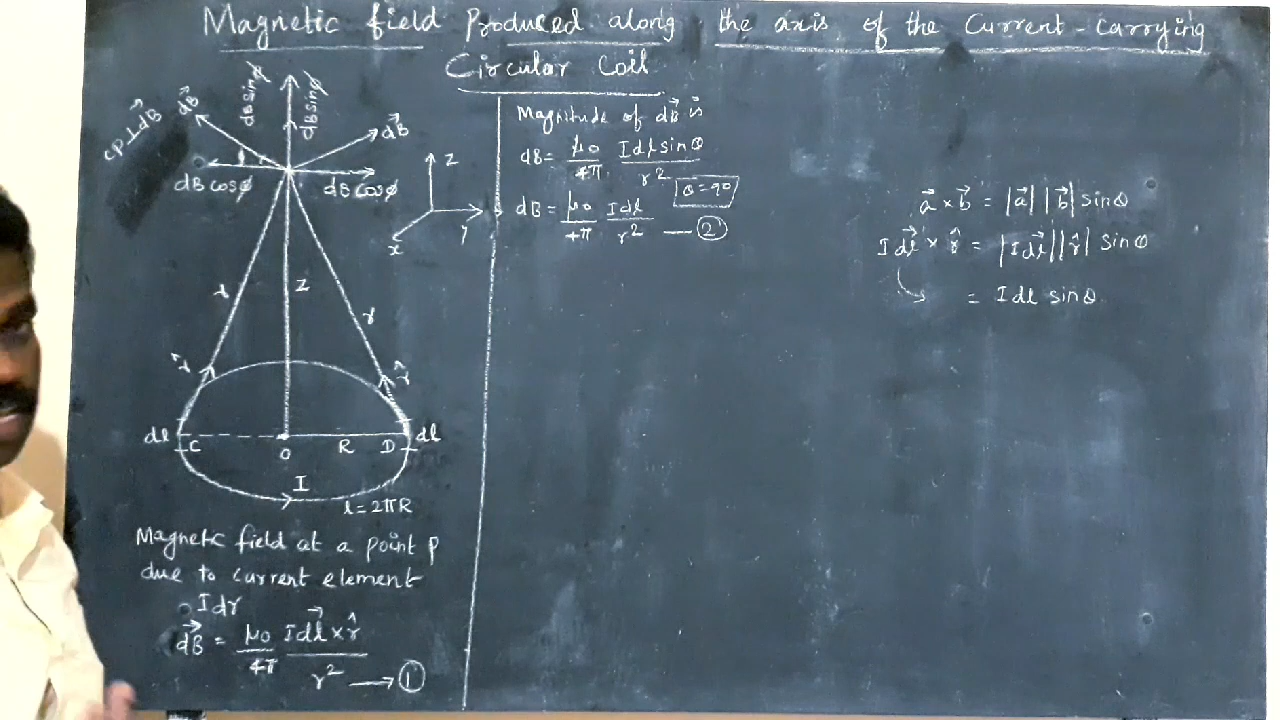 Magnetic field Produced along the axis of the Current-Carrying
Circular Coil
dB sinϕ
dB sinϕ
dB⃗
dB⃗
CP⊥dB⃗
dB cosϕ
dB cosϕ
z
y
x
r
z
r
r̂
r̂
dl
C
O
R
D
dl
I
l = 2πR
Magnetic field at a point P
due to current element
Idr
dB⃗ = μ0/4π Idl⃗ × r̂/r² → ①
Magnitude of dB⃗ is
dB = μ0/4π Idl sinθ/r²
θ = 90
dB = μ0/4π Idl/r² — ②
a⃗ × b⃗ = |a⃗| |b⃗| sinθ
Idl⃗ × r̂ = |Idl⃗||r̂| sinθ
= Idl sinθ